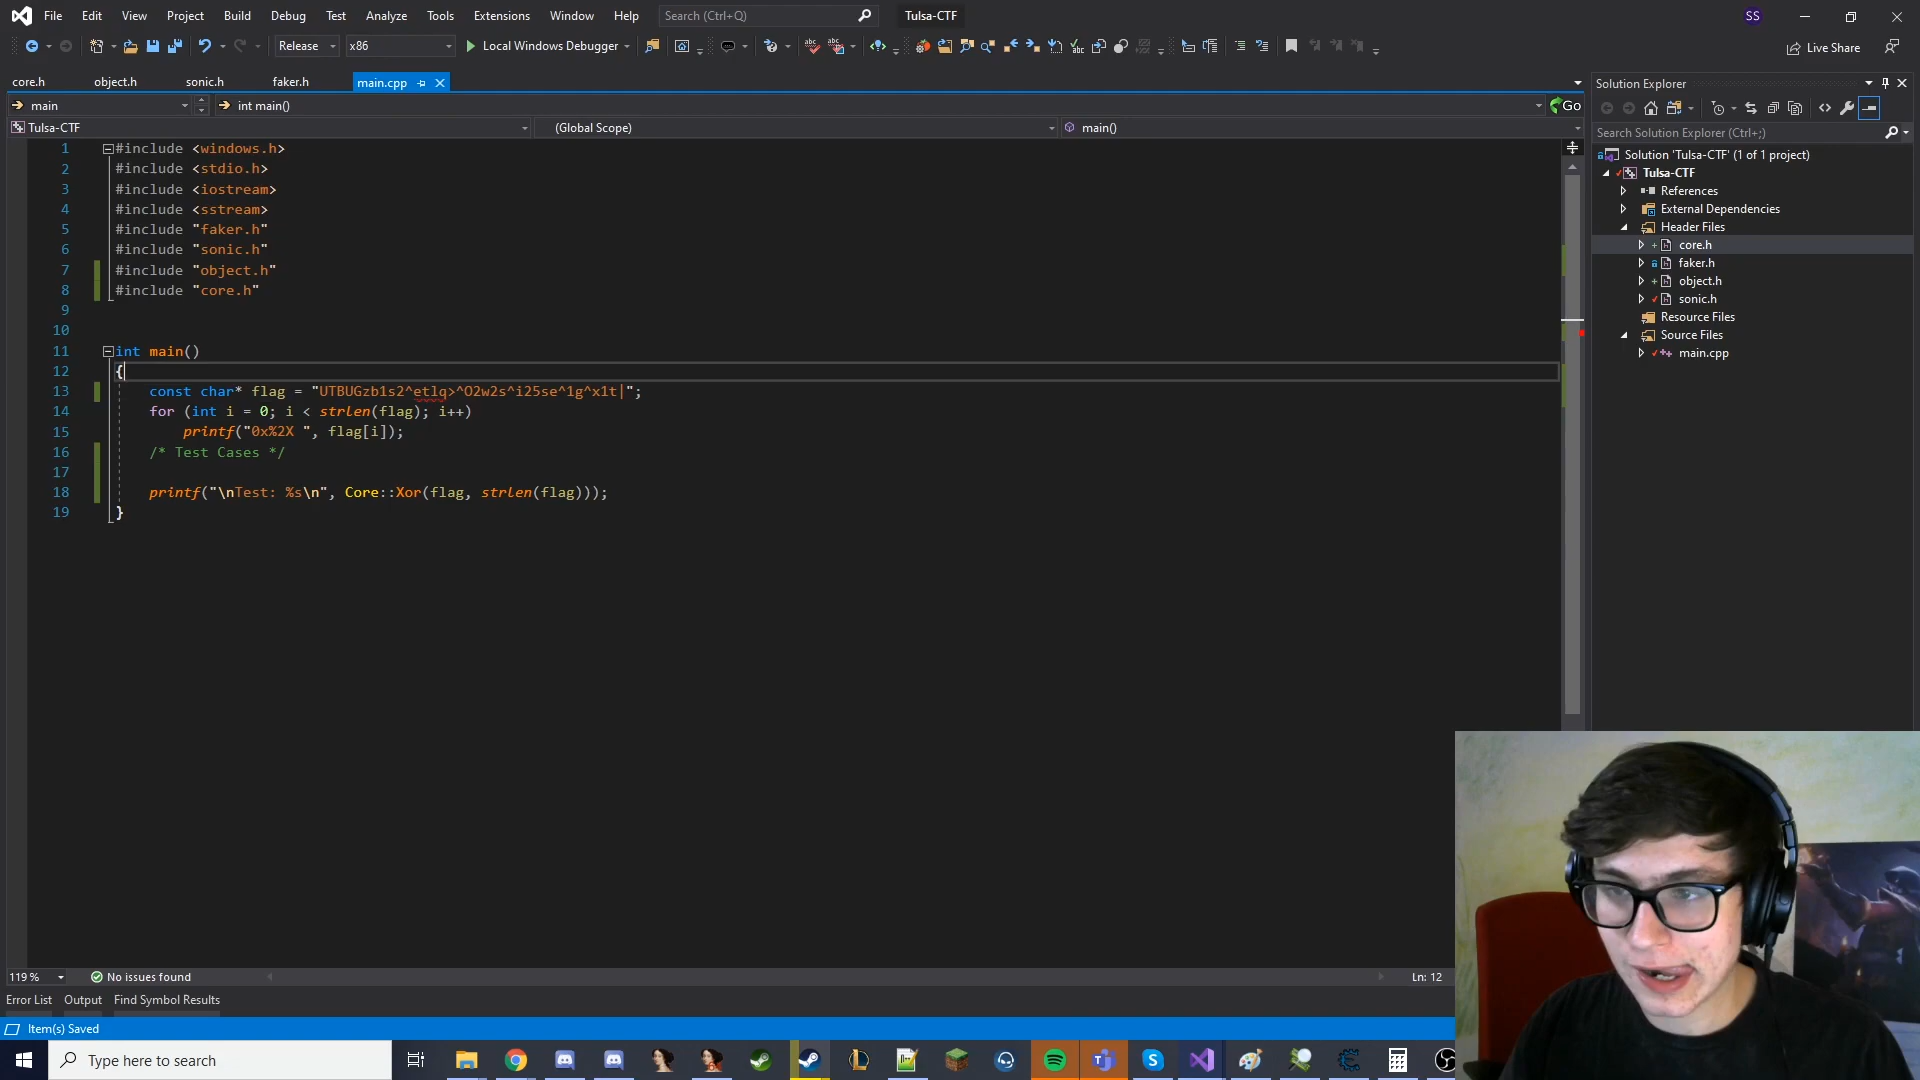 File Edit View Project Build Debug Test Analyze Tools Extensions Window Help Search (Ctrl+Q) Tulsa-CTF SS
Release x86 Local Windows Debugger Live Share
core.h object.h sonic.h faker.h main.cpp
main int main() Go
Tulsa-CTF (Global Scope) main()
1 #include <windows.h>
2 #include <stdio.h>
3 #include <iostream>
4 #include <sstream>
5 #include "faker.h"
6 #include "sonic.h"
7 #include "object.h"
8 #include "core.h"
9
10
11 int main()
12 {
13 const char* flag = "UTBUGzb1s2^etlq>^O2w2s^i25se^1g^x1t|";
14 for (int i = 0; i < strlen(flag); i++)
15 printf("0x%2X ", flag[i]);
16 /* Test Cases */
17
18 printf("\nTest: %s\n", Core::Xor(flag, strlen(flag)));
19 }
Solution Explorer
Search Solution Explorer (Ctrl+;)
Solution 'Tulsa-CTF' (1 of 1 project)
Tulsa-CTF
References
External Dependencies
Header Files
core.h
faker.h
object.h
sonic.h
Resource Files
Source Files
main.cpp
119 % No issues found Ln: 12
Error List Output Find Symbol Results
Item(s) Saved
Type here to search